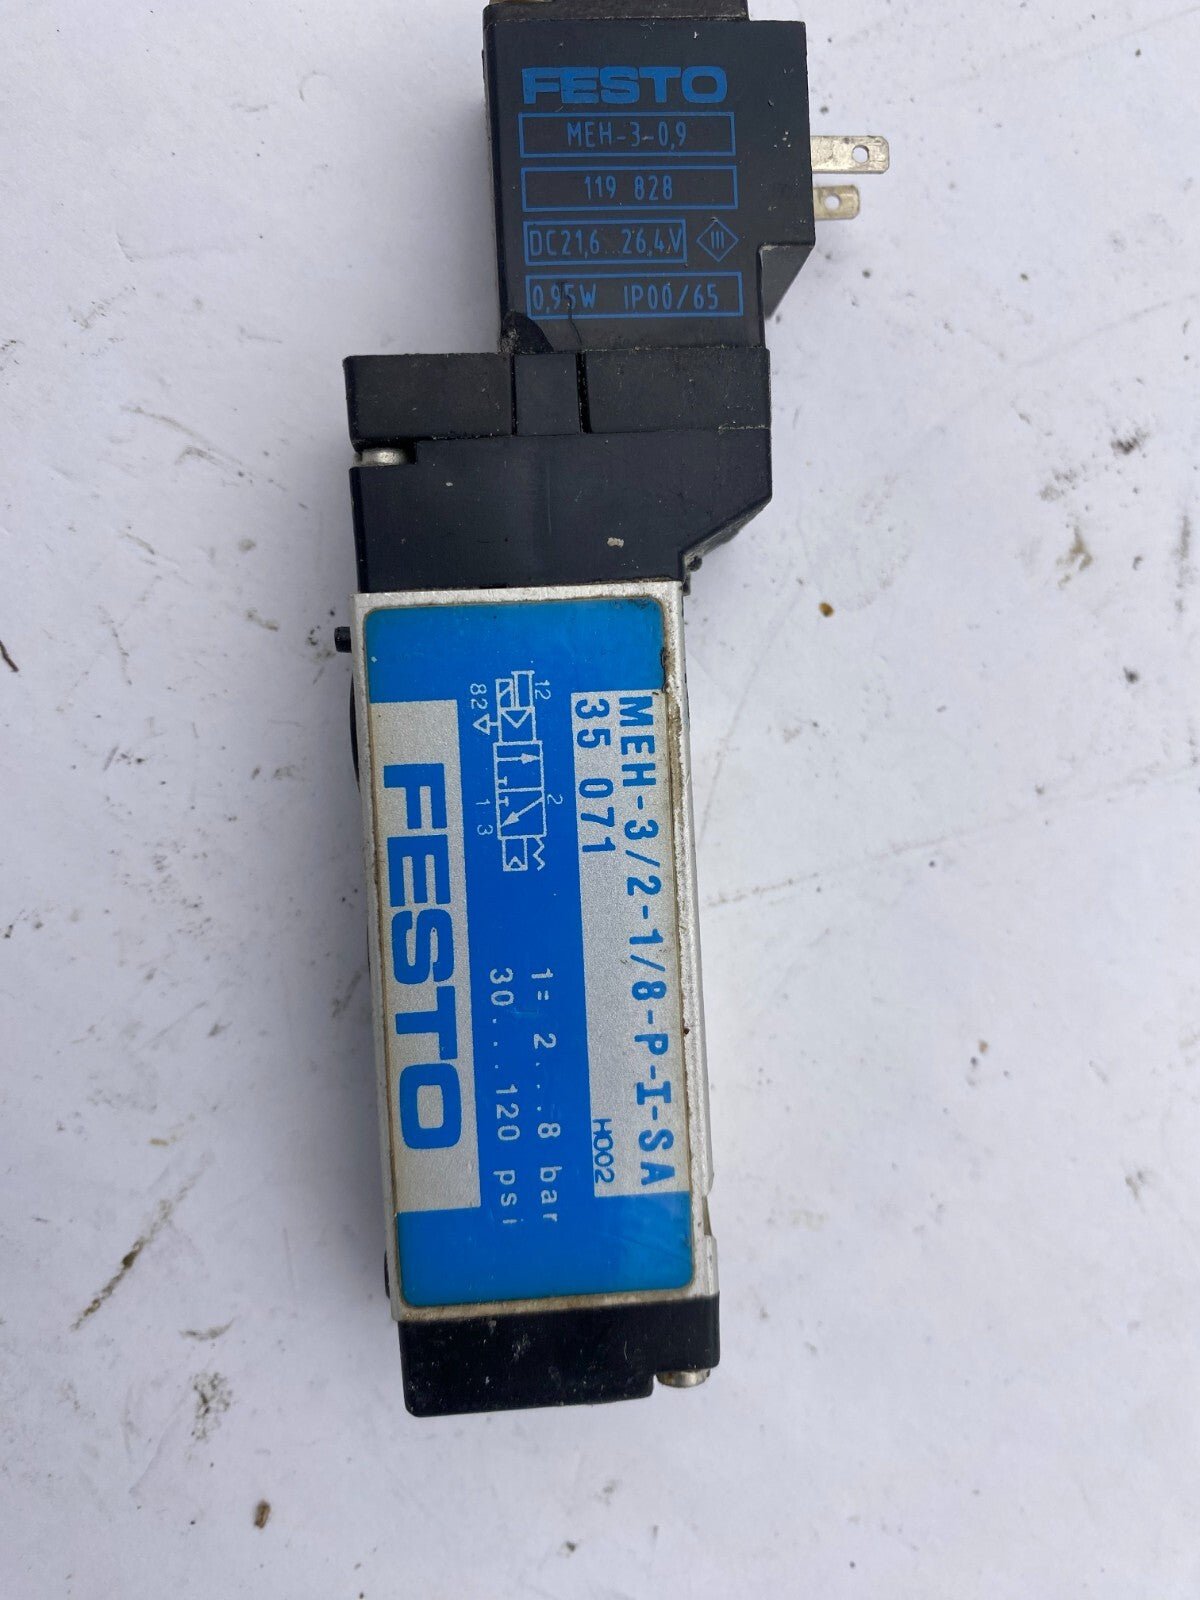 FESTO
MEH-3-0,9
119 828
DC21,6...26,4V
0,95W IP00/65
MEH-3/2-1/8-P-I-SA
35 071
H002
12
2
82
1 3
1= 2...8 bar
30...120 psi
FESTO